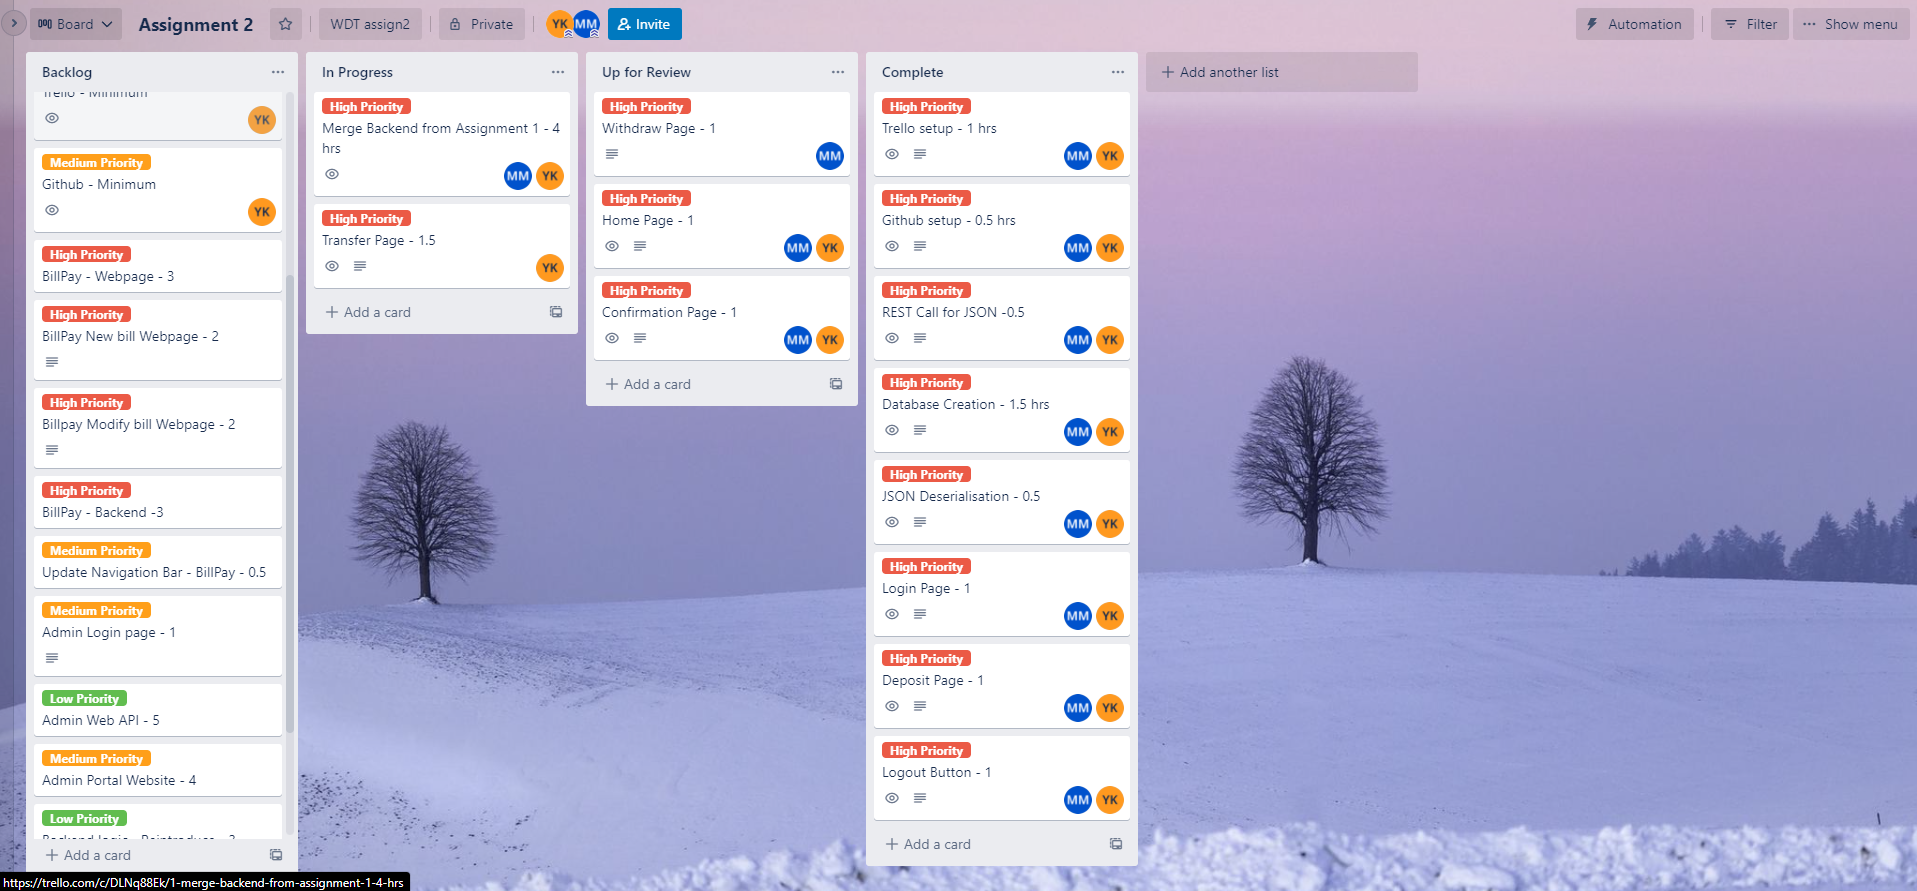 Board
Assignment 2
WDT assign2
Private
YK
MM
Invite
Automation
Filter
Show menu
Backlog
Trello - Minimum
YK
Medium Priority
Github - Minimum
YK
High Priority
BillPay - Webpage - 3
High Priority
BillPay New bill Webpage - 2
High Priority
Billpay Modify bill Webpage - 2
High Priority
BillPay - Backend -3
Medium Priority
Update Navigation Bar - BillPay - 0.5
Medium Priority
Admin Login page - 1
Low Priority
Admin Web API - 5
Medium Priority
Admin Portal Website - 4
Low Priority
Backend logic - Reintroduce - 3
+ Add a card
In Progress
High Priority
Merge Backend from Assignment 1 - 4
hrs
MM YK
High Priority
Transfer Page - 1.5
YK
+ Add a card
Up for Review
High Priority
Withdraw Page - 1
MM
High Priority
Home Page - 1
MM YK
High Priority
Confirmation Page - 1
MM YK
+ Add a card
Complete
High Priority
Trello setup - 1 hrs
MM YK
High Priority
Github setup - 0.5 hrs
MM YK
High Priority
REST Call for JSON -0.5
MM YK
High Priority
Database Creation - 1.5 hrs
MM YK
High Priority
JSON Deserialisation - 0.5
MM YK
High Priority
Login Page - 1
MM YK
High Priority
Deposit Page - 1
MM YK
High Priority
Logout Button - 1
MM YK
+ Add a card
+ Add another list
https://trello.com/c/DLNq88Ek/1-merge-backend-from-assignment-1-4-hrs